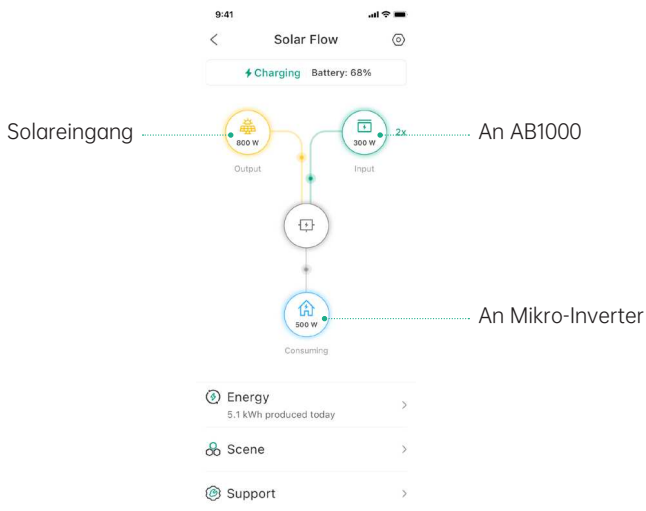 9:41
Solar Flow
Charging Battery: 68%
Solareingang
800 W
300 W
2x
An AB1000
Output
Input
500 W
An Mikro-Inverter
Consuming
Energy
5.1 kWh produced today
Scene
Support